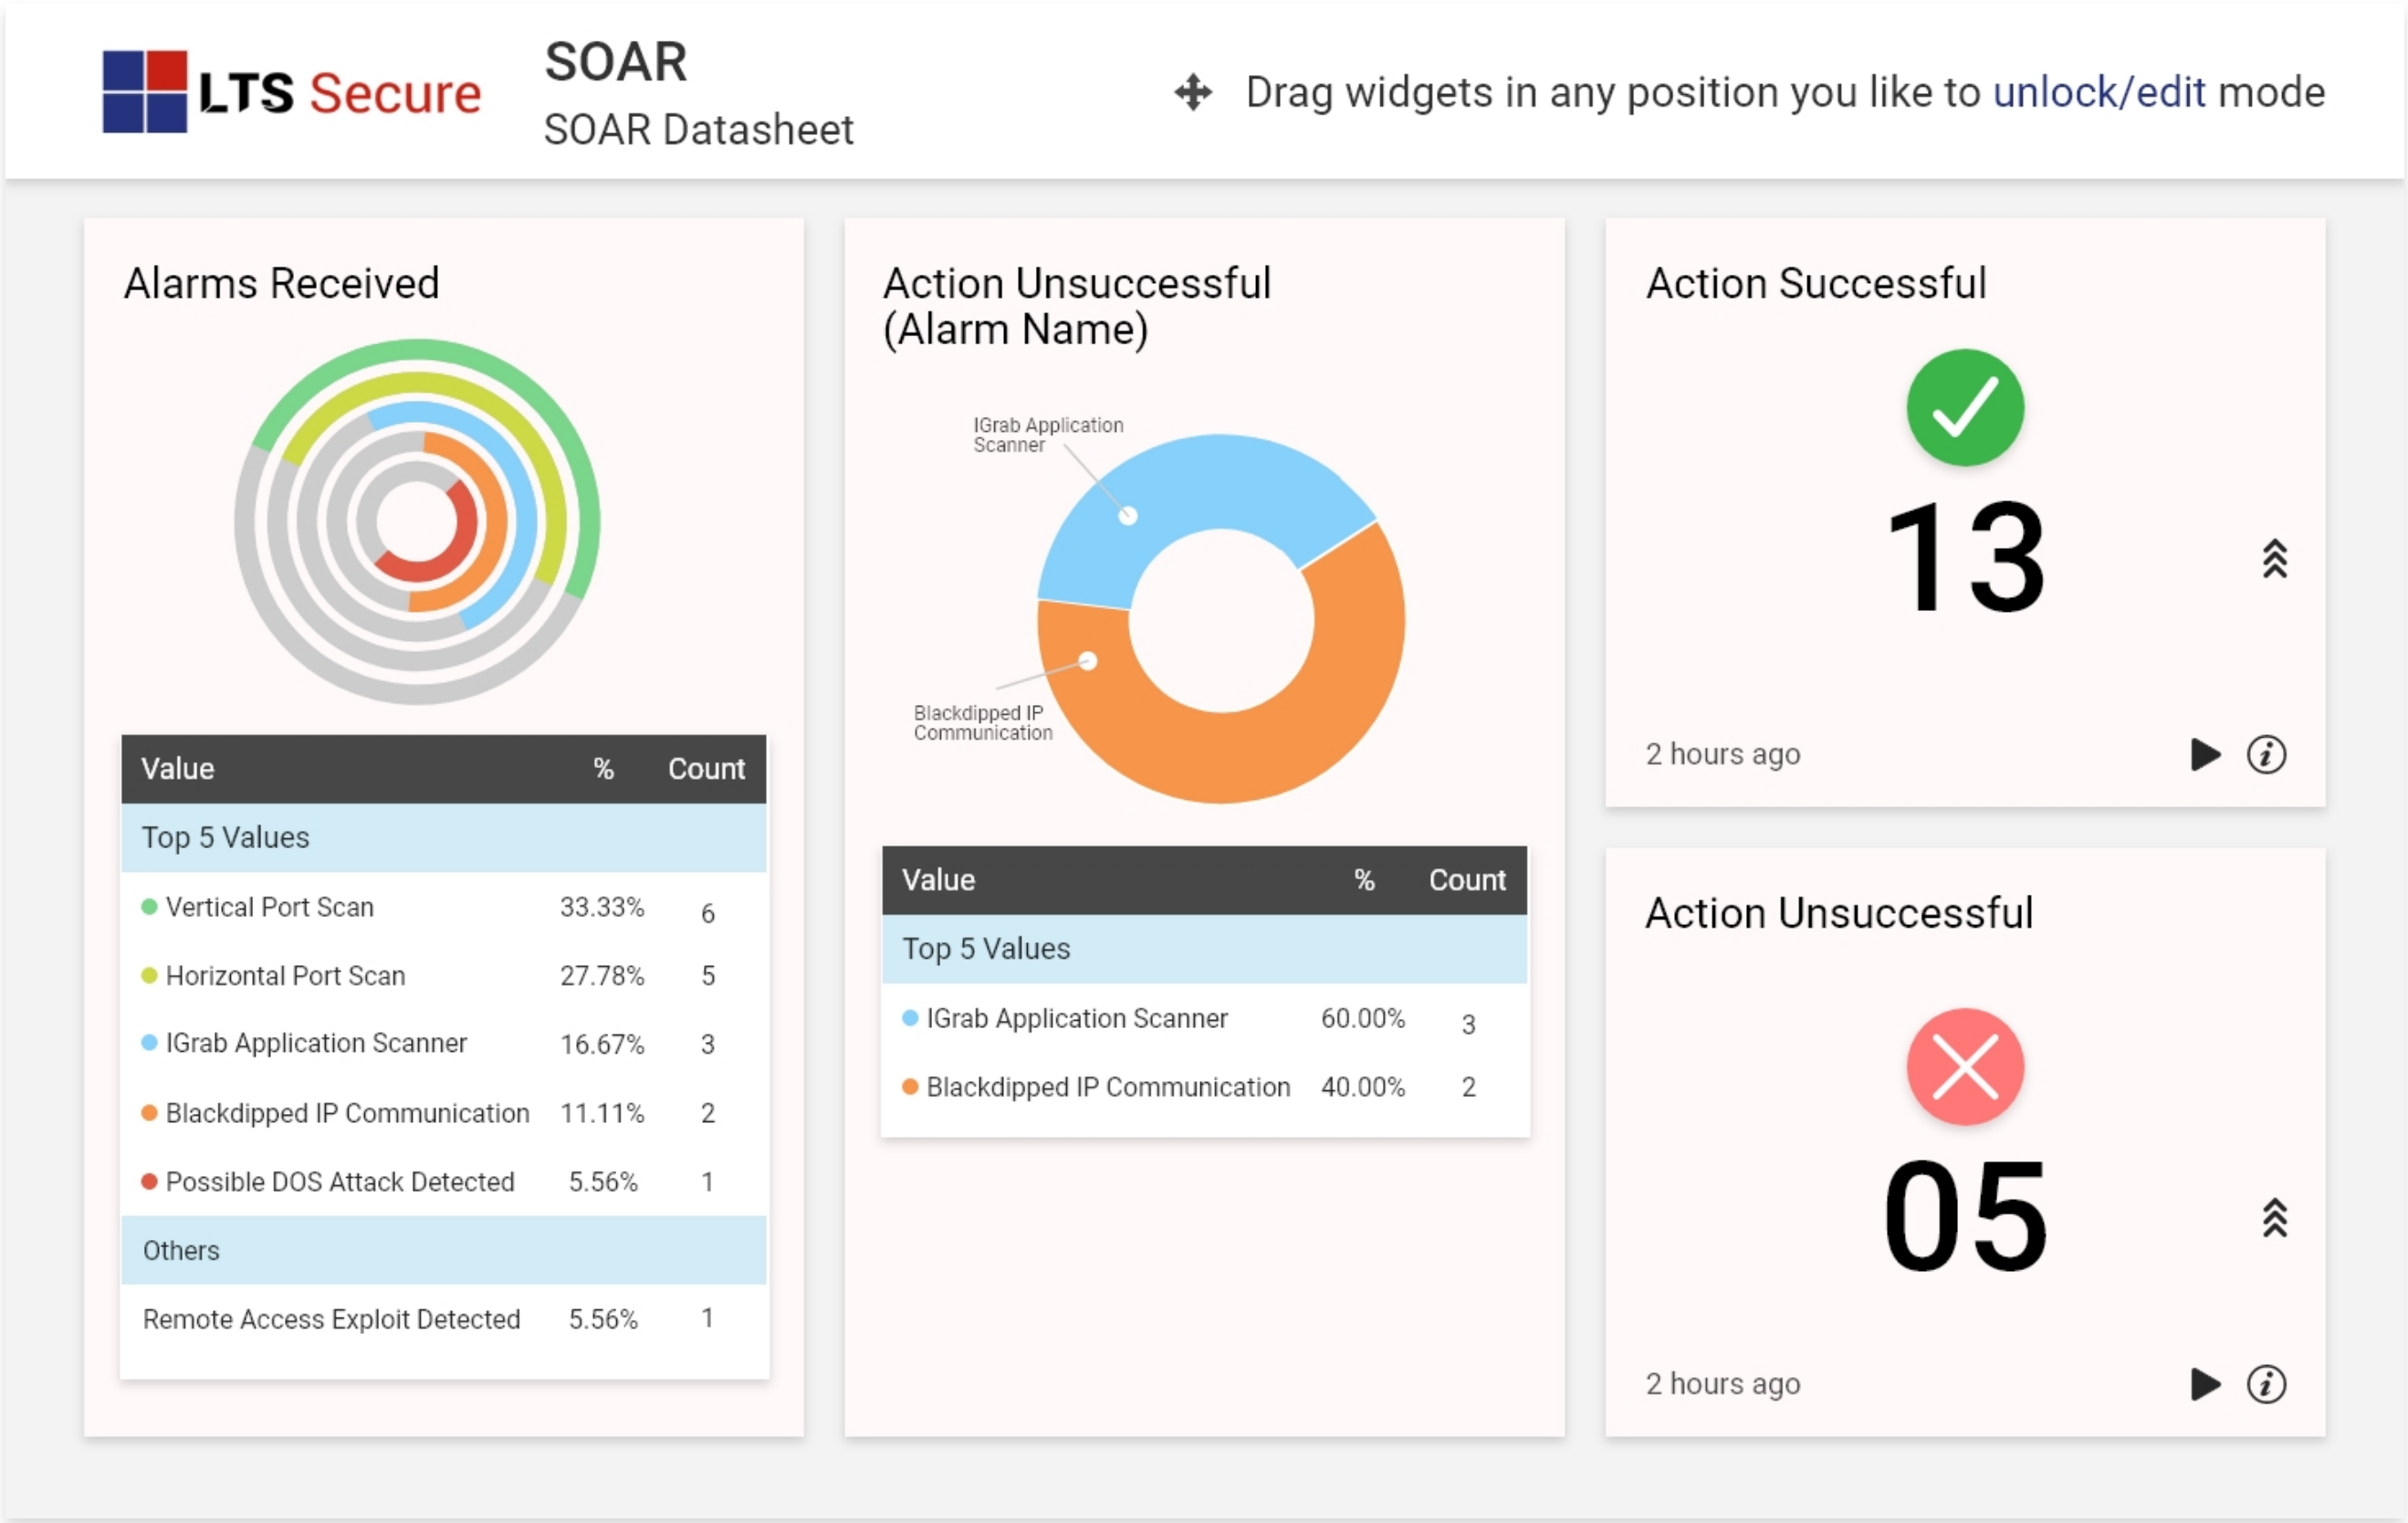 LTS Secure
SOAR
SOAR Datasheet
Drag widgets in any position you like to unlock/edit mode
Alarms Received
Value % Count
Top 5 Values
Vertical Port Scan 33.33% 6
Horizontal Port Scan 27.78% 5
IGrab Application Scanner 16.67% 3
Blackdipped IP Communication 11.11% 2
Possible DOS Attack Detected 5.56% 1
Others
Remote Access Exploit Detected 5.56% 1
Action Unsuccessful
(Alarm Name)
IGrab Application
Scanner
Blackdipped IP
Communication
Value % Count
Top 5 Values
IGrab Application Scanner 60.00% 3
Blackdipped IP Communication 40.00% 2
Action Successful
13
2 hours ago
i
Action Unsuccessful
05
2 hours ago
i